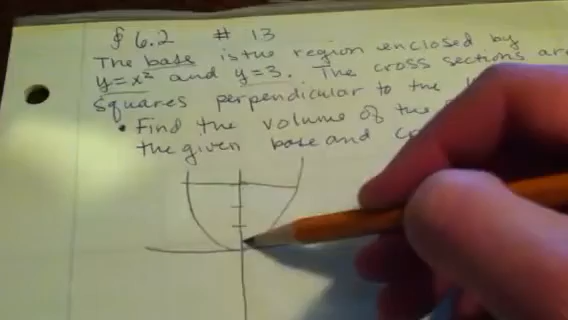 § 6.2 # 13
The base is the region enclosed by
y=x² and y=3. The cross sections are
squares perpendicular to the
• Find the volume of the
the given base and